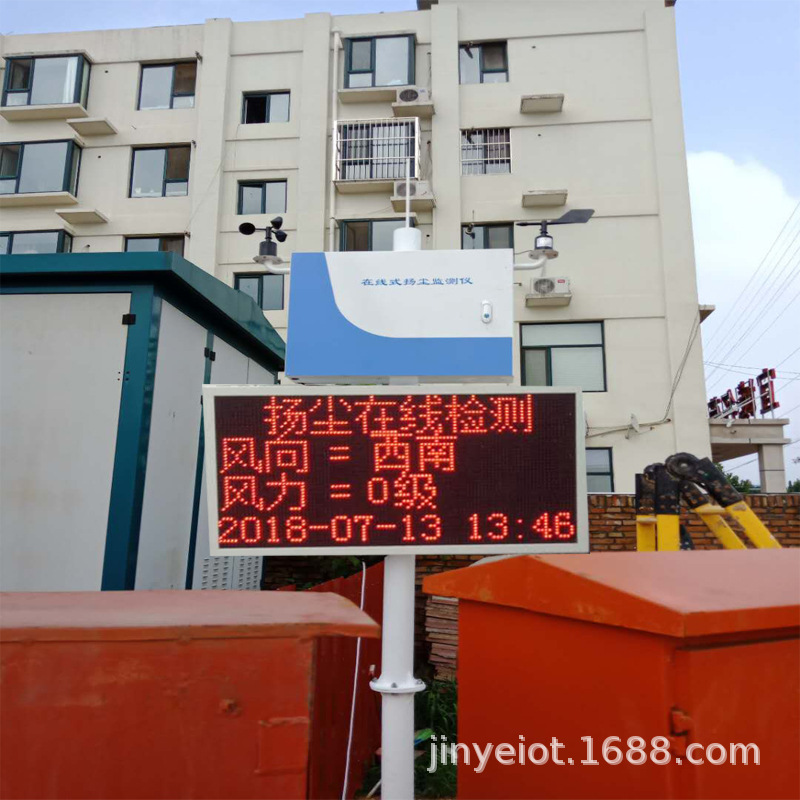 在线式扬尘监测仪
扬尘在线检测
风向 = 西南
风力 = 0级
2018-07-13 13:46
jinyeiot.1688.com